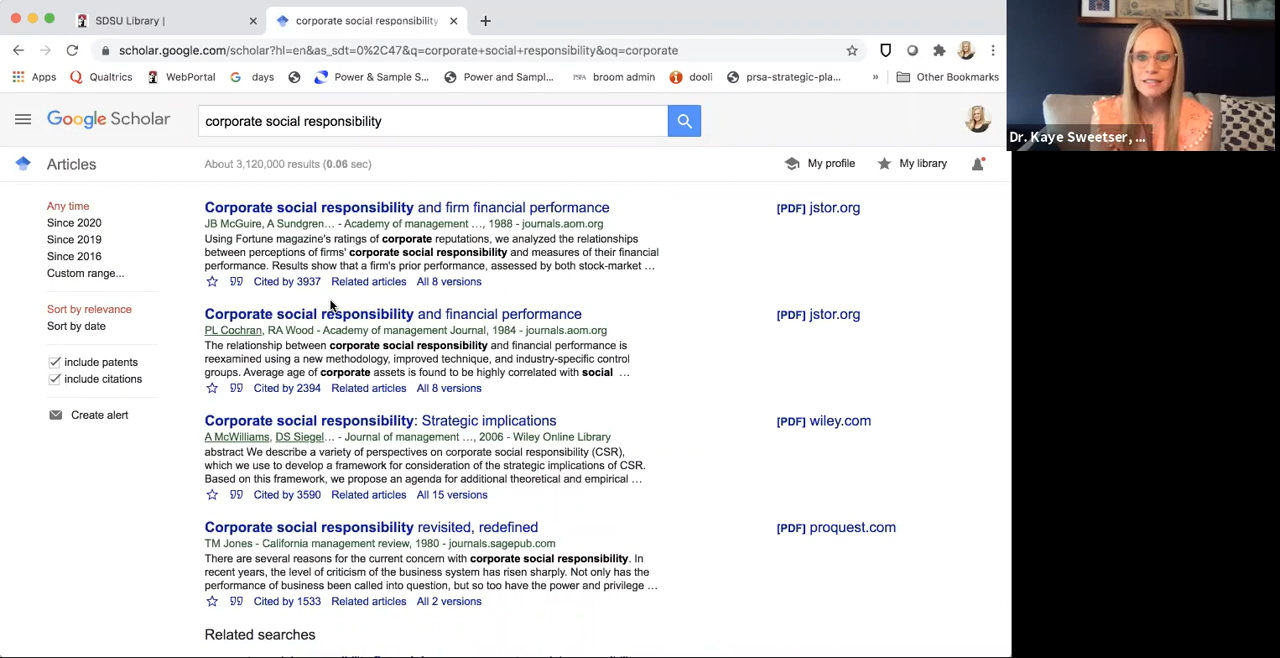 SDSU Library |
corporate social responsibility
scholar.google.com/scholar?hl=en&as_sdt=0%2C47&q=corporate+social+responsibility&oq=corporate
Apps Qualtrics WebPortal days Power & Sample S... Power and Sampl... broom admin dooli prsa-strategic-pla... » Other Bookmarks
Dr. Kaye Sweetser, ...
Google Scholar
corporate social responsibility
Articles
About 3,120,000 results (0.06 sec)
My profile
My library
Any time
Since 2020
Since 2019
Since 2016
Custom range...
Sort by relevance
Sort by date
include patents
include citations
Create alert
Corporate social responsibility and firm financial performance
[PDF] jstor.org
JB McGuire, A Sundgren... - Academy of management ..., 1988 - journals.aom.org
Using Fortune magazine's ratings of corporate reputations, we analyzed the relationships
between perceptions of firms' corporate social responsibility and measures of their financial
performance. Results show that a firm's prior performance, assessed by both stock-market ...
Cited by 3937 Related articles All 8 versions
Corporate social responsibility and financial performance
[PDF] jstor.org
PL Cochran, RA Wood - Academy of management Journal, 1984 - journals.aom.org
The relationship between corporate social responsibility and financial performance is
reexamined using a new methodology, improved technique, and industry-specific control
groups. Average age of corporate assets is found to be highly correlated with social ...
Cited by 2394 Related articles All 8 versions
Corporate social responsibility: Strategic implications
[PDF] wiley.com
A McWilliams, DS Siegel... - Journal of management ..., 2006 - Wiley Online Library
abstract We describe a variety of perspectives on corporate social responsibility (CSR),
which we use to develop a framework for consideration of the strategic implications of CSR.
Based on this framework, we propose an agenda for additional theoretical and empirical ...
Cited by 3590 Related articles All 15 versions
Corporate social responsibility revisited, redefined
[PDF] proquest.com
TM Jones - California management review, 1980 - journals.sagepub.com
There are several reasons for the current concern with corporate social responsibility. In
recent years, the level of criticism of the business system has risen sharply. Not only has the
performance of business been called into question, but so too have the power and privilege ...
Cited by 1533 Related articles All 2 versions
Related searches